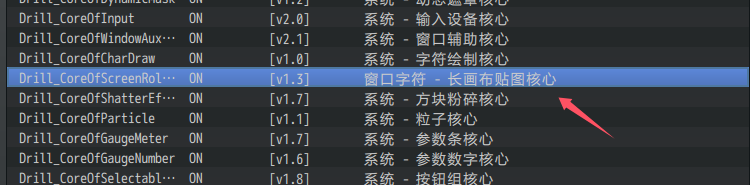 Drill_CoreOfDynamicMask ON [v1.2] 系统 - 动态遮罩核心
Drill_CoreOfInput ON [v2.0] 系统 - 输入设备核心
Drill_CoreOfWindowAux… ON [v2.1] 系统 - 窗口辅助核心
Drill_CoreOfCharDraw ON [v1.0] 系统 - 字符绘制核心
Drill_CoreOfScreenRol… ON [v1.3] 窗口字符 - 长画布贴图核心
Drill_CoreOfShatterEf… ON [v1.7] 系统 - 方块粉碎核心
Drill_CoreOfParticle ON [v1.1] 系统 - 粒子核心
Drill_CoreOfGaugeMeter ON [v1.7] 系统 - 参数条核心
Drill_CoreOfGaugeNumber ON [v1.6] 系统 - 参数数字核心
Drill_CoreOfSelectabl… ON [v1.8] 系统 - 按钮组核心